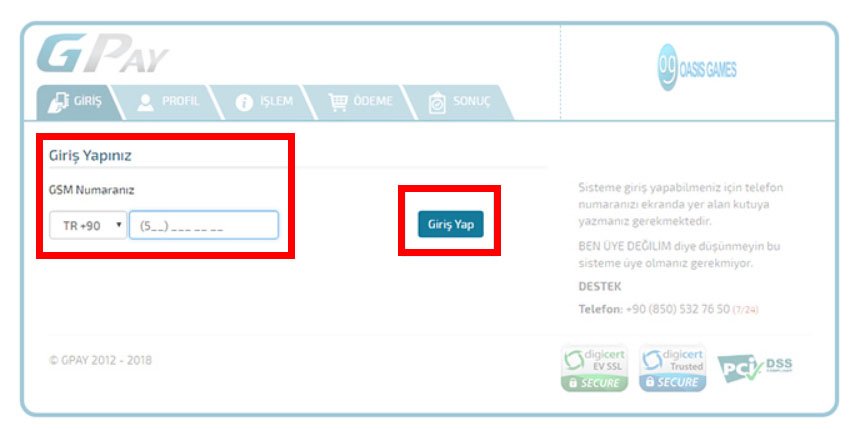 GPAY
OASIS GAMES
GİRİŞ
PROFİL
İŞLEM
ÖDEME
SONUÇ
Giriş Yapınız
GSM Numaranız
TR +90
(5__) ___ __ __
Giriş Yap
Sisteme giriş yapabilmeniz için telefon
numaranızı ekranda yer alan kutuya
yazmanız gerekmektedir.
BEN ÜYE DEĞİLİM diye düşünmeyin bu
sisteme üye olmanız gerekmiyor.
DESTEK
Telefon: +90 (850) 532 76 50 (7/24)
© GPAY 2012 - 2018
digicert
EV SSL
SECURE
digicert
Trusted
SECURE
PCI DSS
COMPLIANT